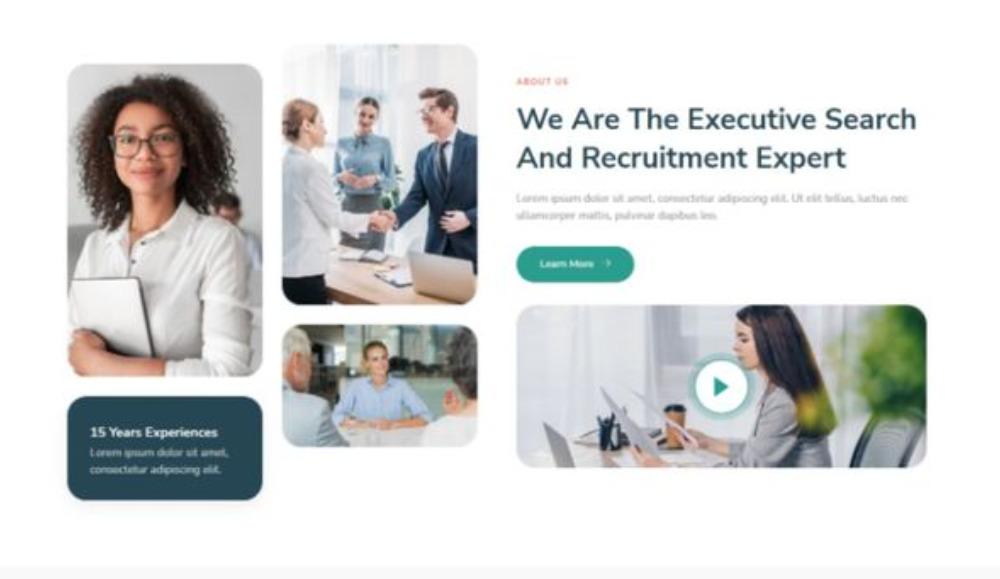 ABOUT US
We Are The Executive Search
And Recruitment Expert
Lorem ipsum dolor sit amet, consectetur adipiscing elit. Ut elit tellus, luctus nec
ullamcorper mattis, pulvinar dapibus leo.
Learn More
15 Years Experiences
Lorem ipsum dolor sit amet,
consectetur adipiscing elit.